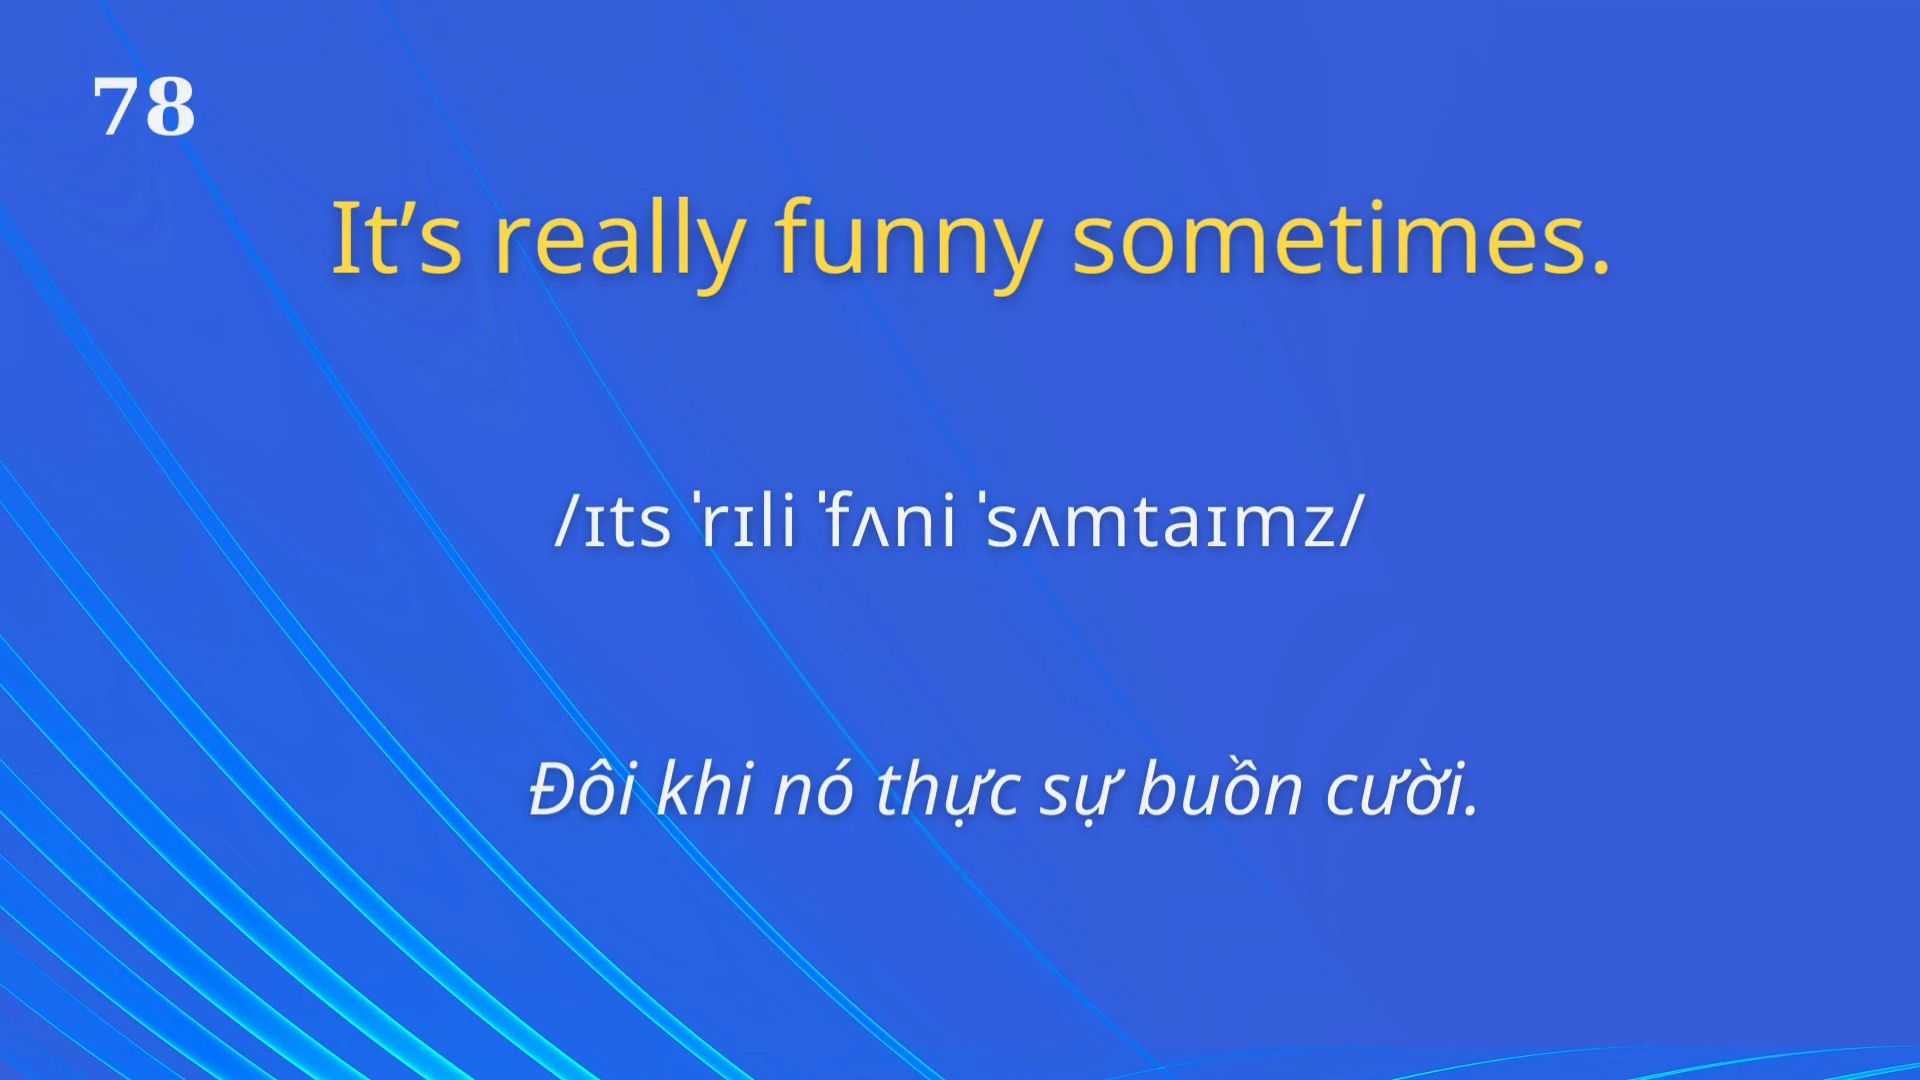 78
It’s really funny sometimes.
/ɪts ˈrɪli ˈfʌni ˈsʌmtaɪmz/
Đôi khi nó thực sự buồn cười.